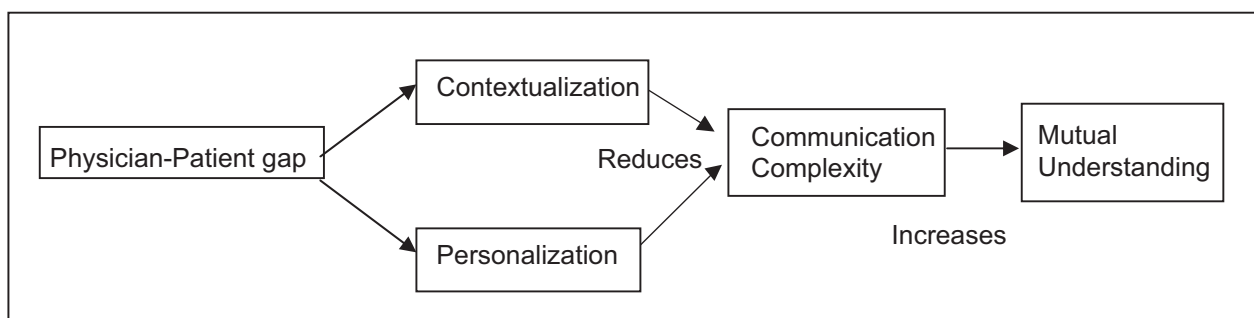 Physician-Patient gap
Contextualization
Personalization
Reduces
Communication
Complexity
Increases
Mutual
Understanding